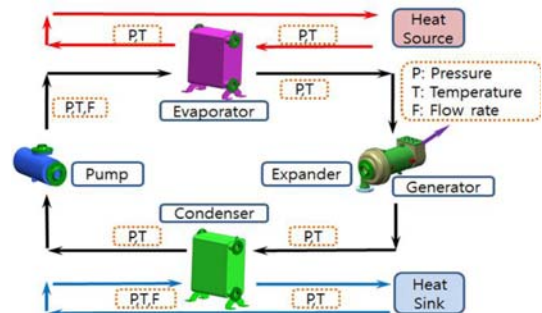 P,T
P,T
Heat
Source
P,T,F
Evaporator
P,T
P: Pressure
T: Temperature
F: Flow rate
Pump
Expander
Generator
Condenser
P,T
P,T
P,T,F
P,T
Heat
Sink